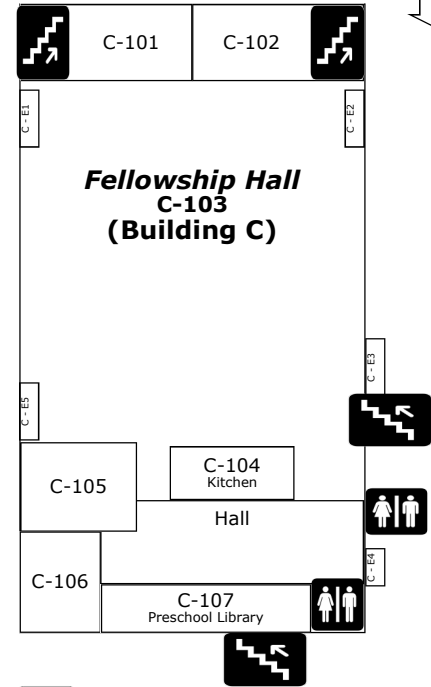 C-101
C-102
C - E1
C - E2
Fellowship Hall
C-103
(Building C)
C - E3
C - E5
C-105
C-104
Kitchen
Hall
C-106
C - E4
C-107
Preschool Library